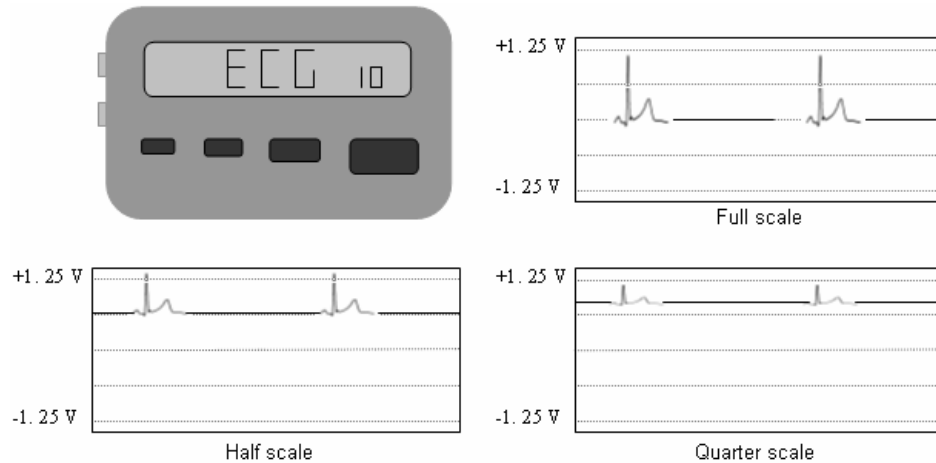 ECG 10
+1.25 V
-1.25 V
Full scale
+1.25 V
-1.25 V
Half scale
+1.25 V
-1.25 V
Quarter scale